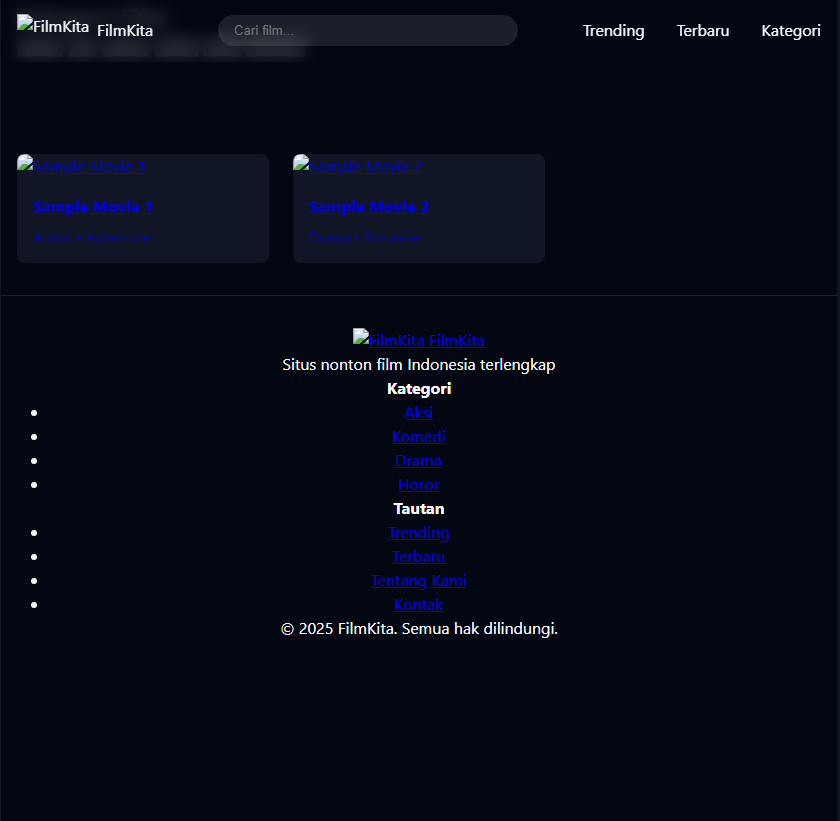 FilmKita FilmKita Cari film... Trending Terbaru Kategori
Sample Movie 1 Sample Movie 2
Sample Movie 1 Sample Movie 2
Action • Adventure Drama • Romance
FilmKita FilmKita
Situs nonton film Indonesia terlengkap
Kategori
Aksi
Komedi
Drama
Horor
Tautan
Trending
Terbaru
Tentang Kami
Kontak
© 2025 FilmKita. Semua hak dilindungi.